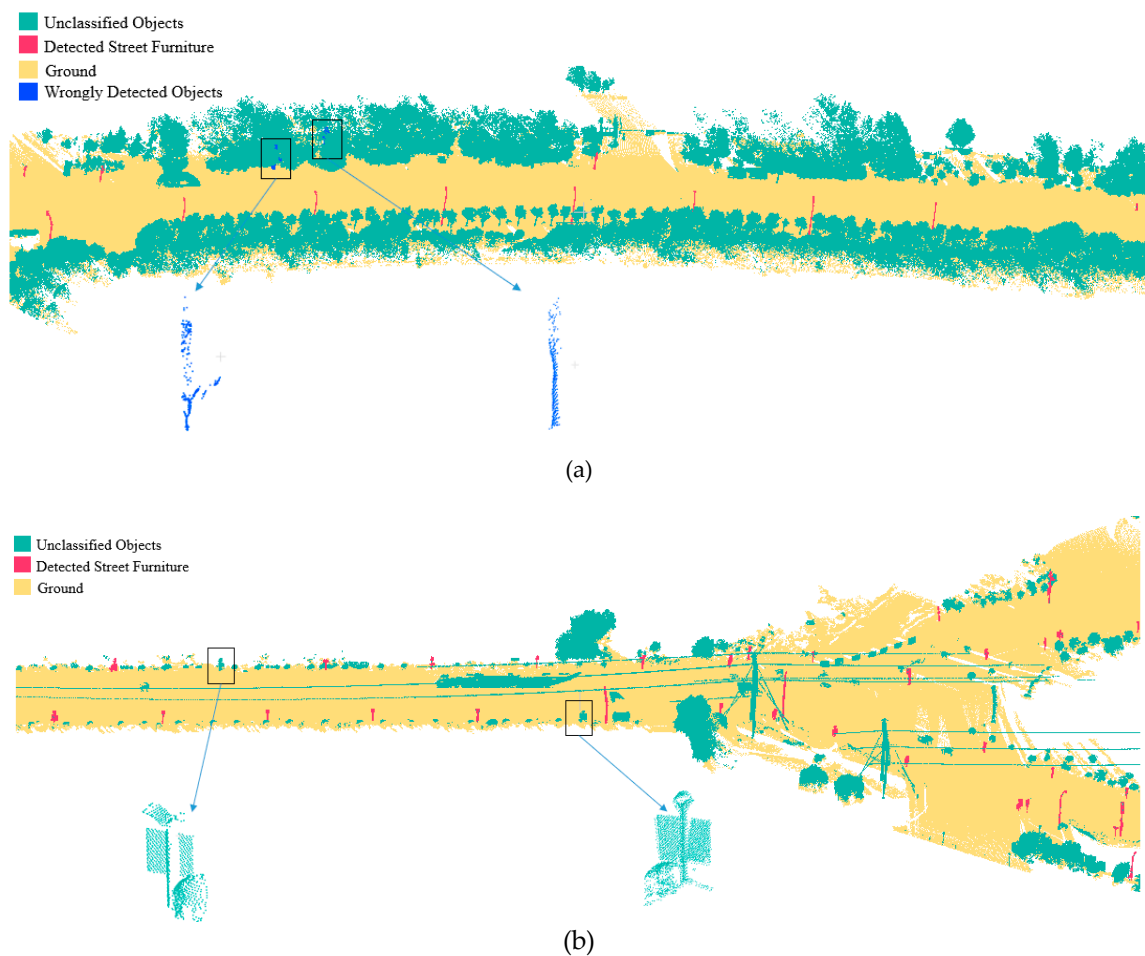 Unclassified Objects
Detected Street Furniture
Ground
Wrongly Detected Objects
(a)
Unclassified Objects
Detected Street Furniture
Ground
(b)